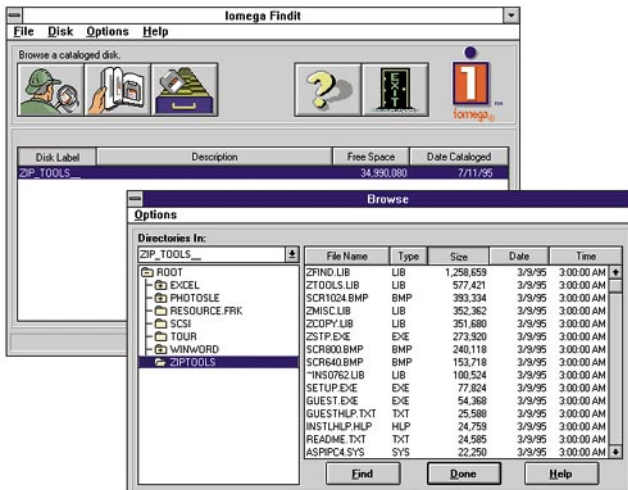 Iomega Findit
File Disk Options Help
Browse a cataloged disk.
EXIT
iomega®
™
Disk Label Description Free Space Date Cataloged
ZIP_TOOLS__ 34,990,080 7/11/95
Browse
Options
Directories In:
ZIP_TOOLS__
File Name Type Size Date Time
ROOT
EXCEL
PHOTOSLE
RESOURCE.FRK
SCSI
TOUR
WINWORD
ZIPTOOLS
ZFIND.LIB LIB 1,258,659 3/9/95 3:00:00 AM
ZTOOLS.LIB LIB 577,421 3/9/95 3:00:00 AM
SCR1024.BMP BMP 393,334 3/9/95 3:00:00 AM
ZMISC.LIB LIB 352,362 3/9/95 3:00:00 AM
ZCOPY.LIB LIB 351,680 3/9/95 3:00:00 AM
ZSTP.EXE EXE 273,920 3/9/95 3:00:00 AM
SCR800.BMP BMP 240,118 3/9/95 3:00:00 AM
SCR640.BMP BMP 153,718 3/9/95 3:00:00 AM
~INS0762.LIB LIB 100,524 3/9/95 3:00:00 AM
SETUP.EXE EXE 77,824 3/9/95 3:00:00 AM
GUEST.EXE EXE 54,368 3/9/95 3:00:00 AM
GUESTHLP.TXT TXT 25,588 3/9/95 3:00:00 AM
INSTLHLP.HLP HLP 24,759 3/9/95 3:00:00 AM
README.TXT TXT 24,585 3/9/95 3:00:00 AM
ASPIPC4.SYS SYS 22,250 3/9/95 3:00:00 AM
Find Done Help